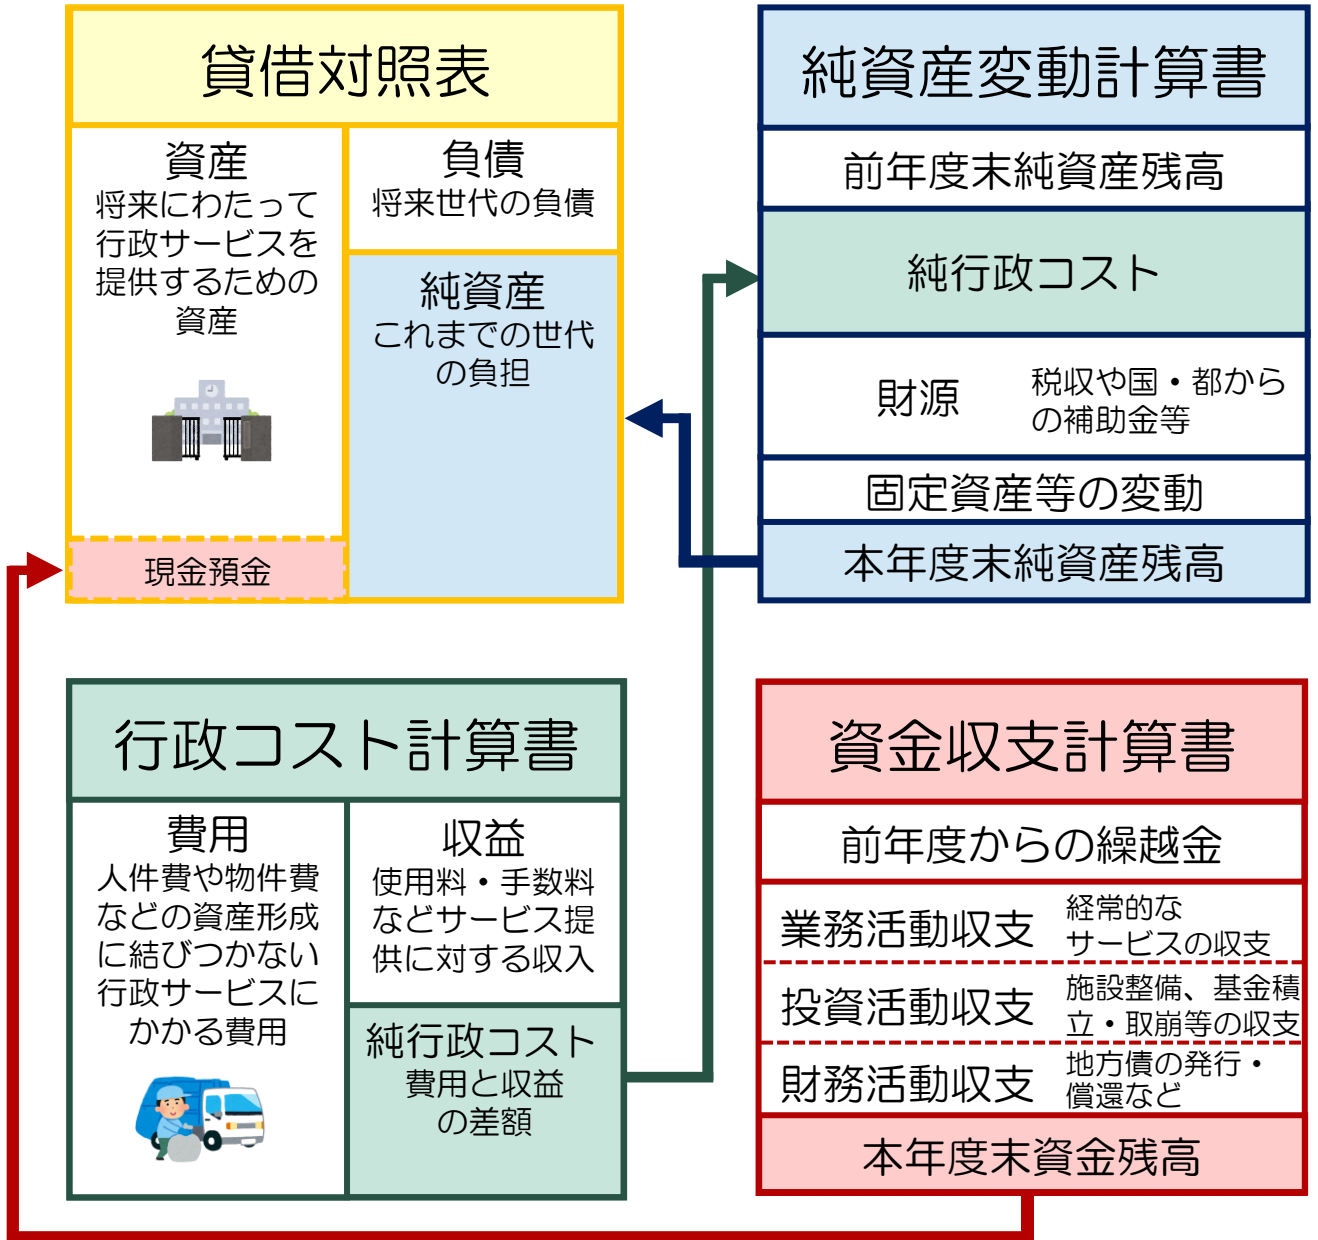 貸借対照表
資産
将来にわたって
行政サービスを
提供するための
資産
現金預金
負債
将来世代の負債
純資産
これまでの世代
の負担
純資産変動計算書
前年度末純資産残高
純行政コスト
財源
税収や国・都から
の補助金等
固定資産等の変動
本年度末純資産残高
行政コスト計算書
費用
人件費や物件費
などの資産形成
に結びつかない
行政サービスに
かかる費用
収益
使用料・手数料
などサービス提
供に対する収入
純行政コスト
費用と収益
の差額
資金収支計算書
前年度からの繰越金
業務活動収支
経常的な
サービスの収支
投資活動収支
施設整備、基金積
立・取崩等の収支
財務活動収支
地方債の発行・
償還など
本年度末資金残高